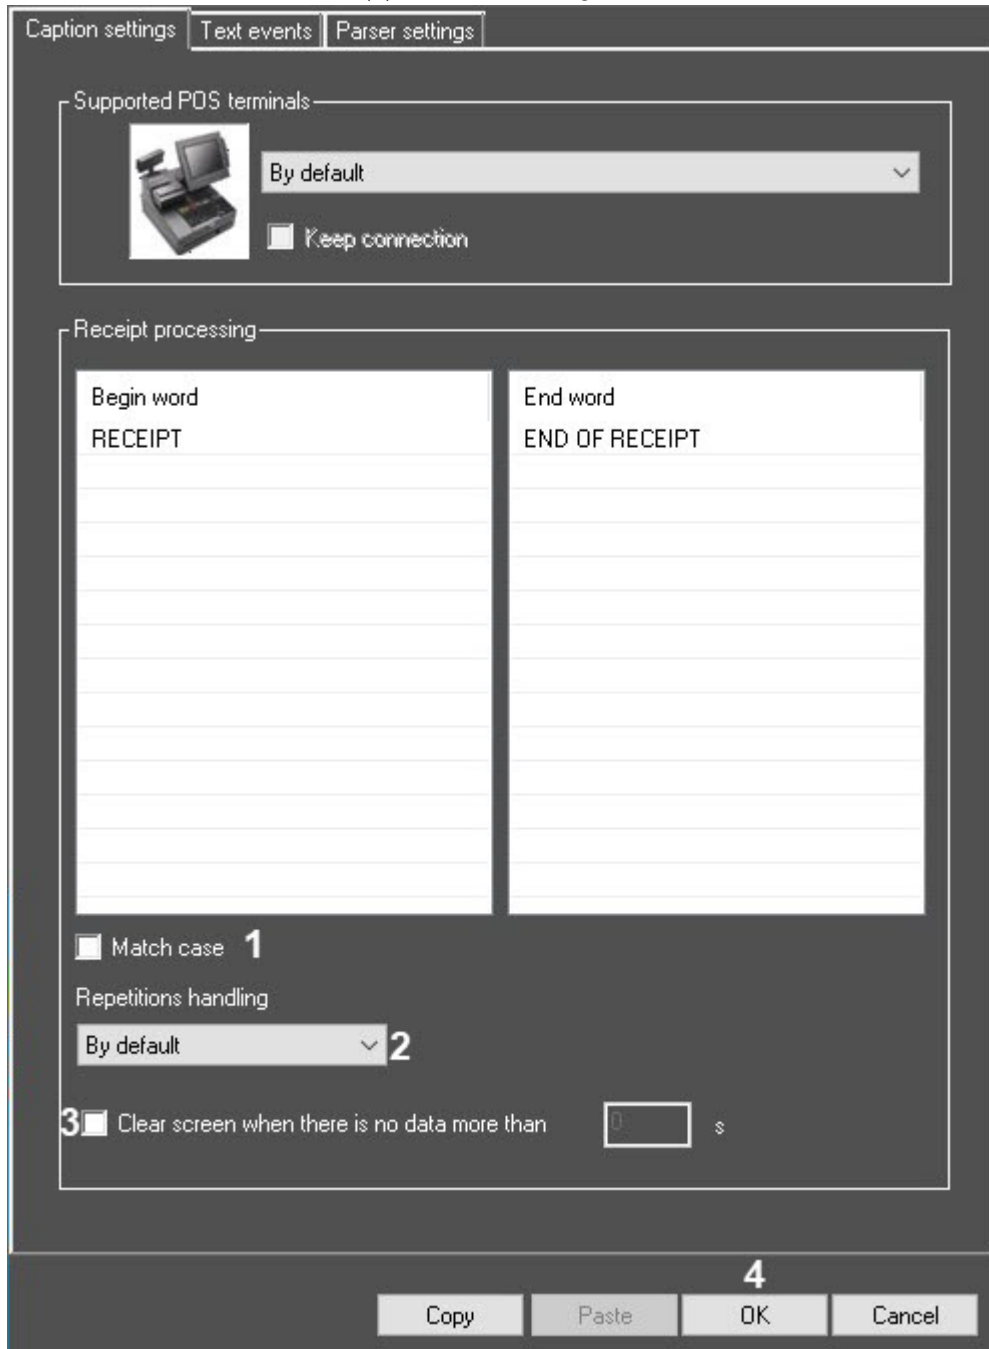 Caption settings Text events Parser settings
Supported POS terminals
By default
Keep connection
Receipt processing
Begin word End word
RECEIPT END OF RECEIPT
Match case 1
Repetitions handling
By default 2
3 Clear screen when there is no data more than 0 s
4
Copy Paste OK Cancel